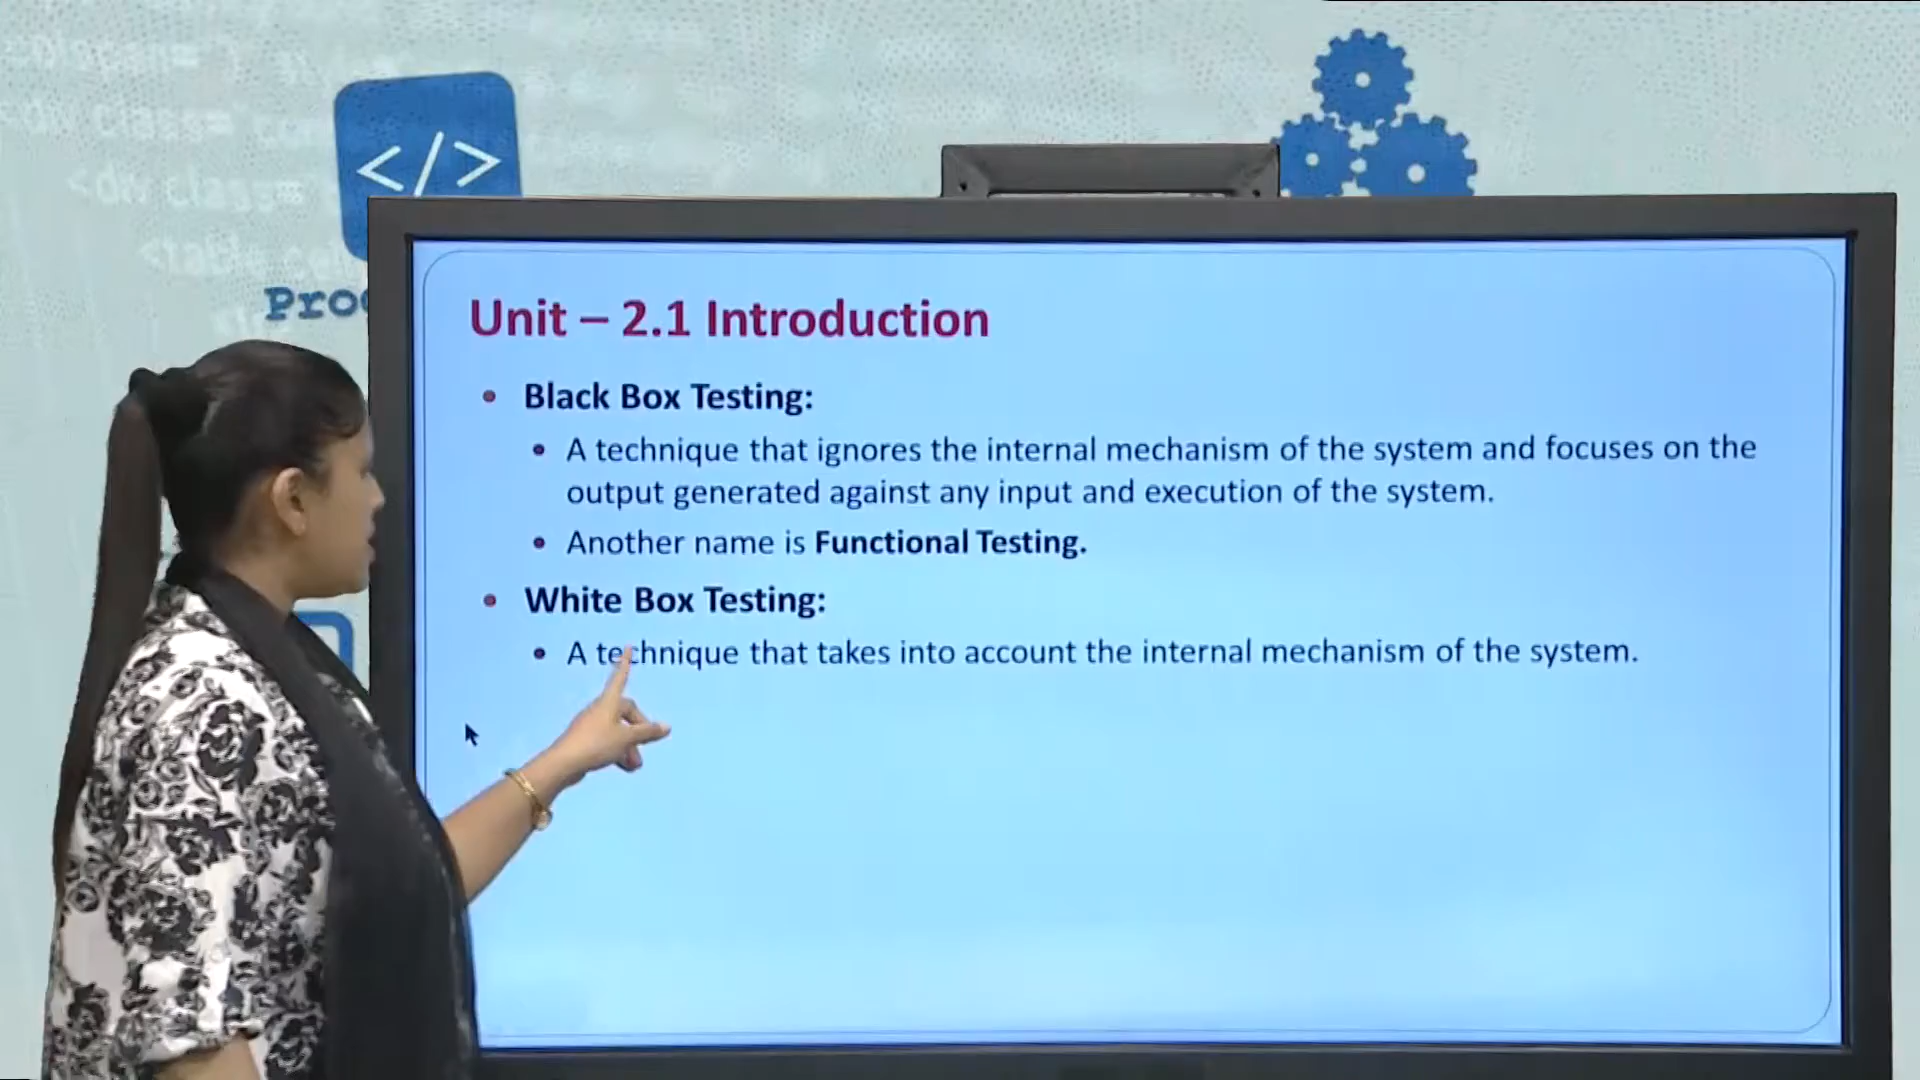 </>
Unit – 2.1 Introduction
• Black Box Testing:
• A technique that ignores the internal mechanism of the system and focuses on the
output generated against any input and execution of the system.
• Another name is Functional Testing.
• White Box Testing:
• A technique that takes into account the internal mechanism of the system.